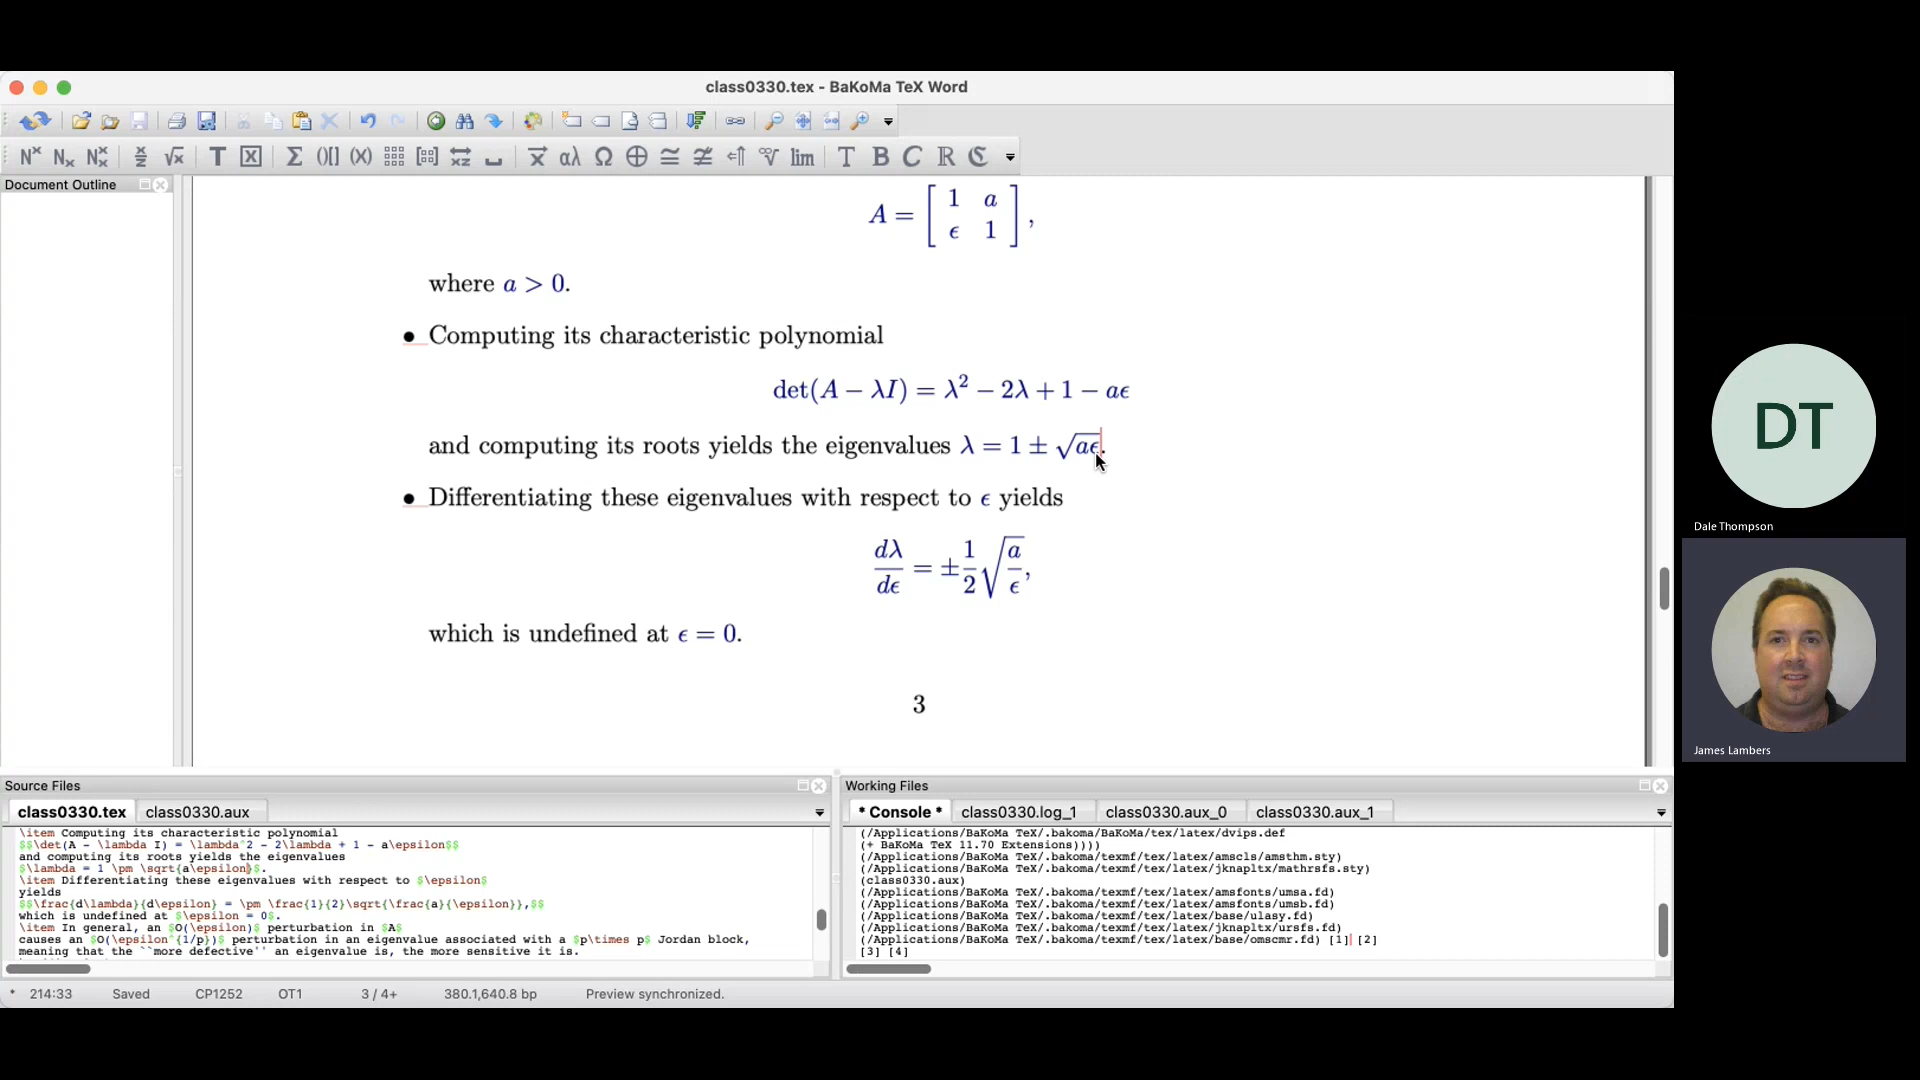 class0330.tex - BaKoMa TeX Word
Document Outline
A = [ 1 a
ϵ 1 ] ,
where a > 0.
● Computing its characteristic polynomial
det(A − λI) = λ² − 2λ + 1 − aϵ
and computing its roots yields the eigenvalues λ = 1 ± √aϵ.
● Differentiating these eigenvalues with respect to ϵ yields
dλ/dϵ = ±1/2 √a/ϵ,
which is undefined at ϵ = 0.
3
Source Files
class0330.tex class0330.aux
\item Computing its characteristic polynomial
$$\det(A - \lambda I) = \lambda^2 - 2\lambda + 1 - a\epsilon$$
and computing its roots yields the eigenvalues
$\lambda = 1 \pm \sqrt{a\epsilon}$.
\item Differentiating these eigenvalues with respect to $\epsilon$
yields
$$\frac{d\lambda}{d\epsilon} = \pm \frac{1}{2}\sqrt{\frac{a}{\epsilon}},$$
which is undefined at $\epsilon = 0$.
\item In general, an $O(\epsilon)$ perturbation in $A$
causes an $O(\epsilon^{1/p})$ perturbation in an eigenvalue associated with a $p\times p$ Jordan block,
meaning that the ``more defective'' an eigenvalue is, the more sensitive it is.
Working Files
* Console * class0330.log_1 class0330.aux_0 class0330.aux_1
(/Applications/BaKoMa TeX/.bakoma/BaKoMa/tex/latex/dvips.def
(+ BaKoMa TeX 11.70 Extensions))))
(/Applications/BaKoMa TeX/.bakoma/texmf/tex/latex/amscls/amsthm.sty)
(/Applications/BaKoMa TeX/.bakoma/texmf/tex/latex/jknapltx/mathrsfs.sty)
(class0330.aux)
(/Applications/BaKoMa TeX/.bakoma/texmf/tex/latex/amsfonts/umsa.fd)
(/Applications/BaKoMa TeX/.bakoma/texmf/tex/latex/amsfonts/umsb.fd)
(/Applications/BaKoMa TeX/.bakoma/texmf/tex/latex/base/ulasy.fd)
(/Applications/BaKoMa TeX/.bakoma/texmf/tex/latex/jknapltx/ursfs.fd)
(/Applications/BaKoMa TeX/.bakoma/texmf/tex/latex/base/omscmr.fd) [1] [2]
[3] [4]
* 214:33 Saved CP1252 OT1 3 / 4+ 380.1,640.8 bp Preview synchronized.
DT
Dale Thompson
James Lambers